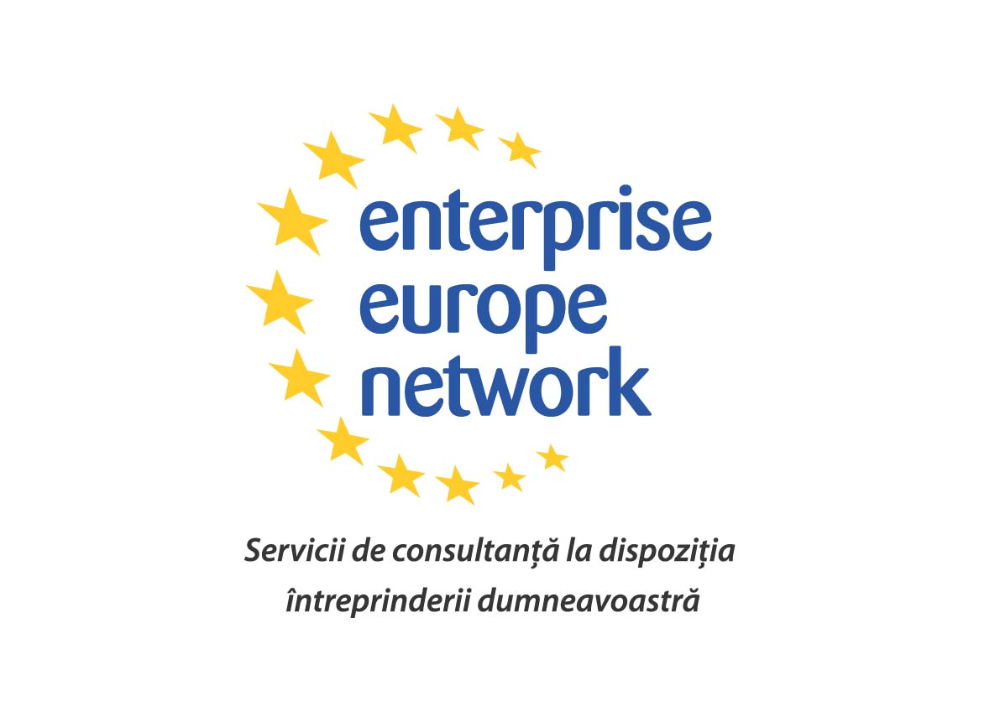 enterprise
europe
network
Servicii de consultanță la dispoziția
întreprinderii dumneavoastră